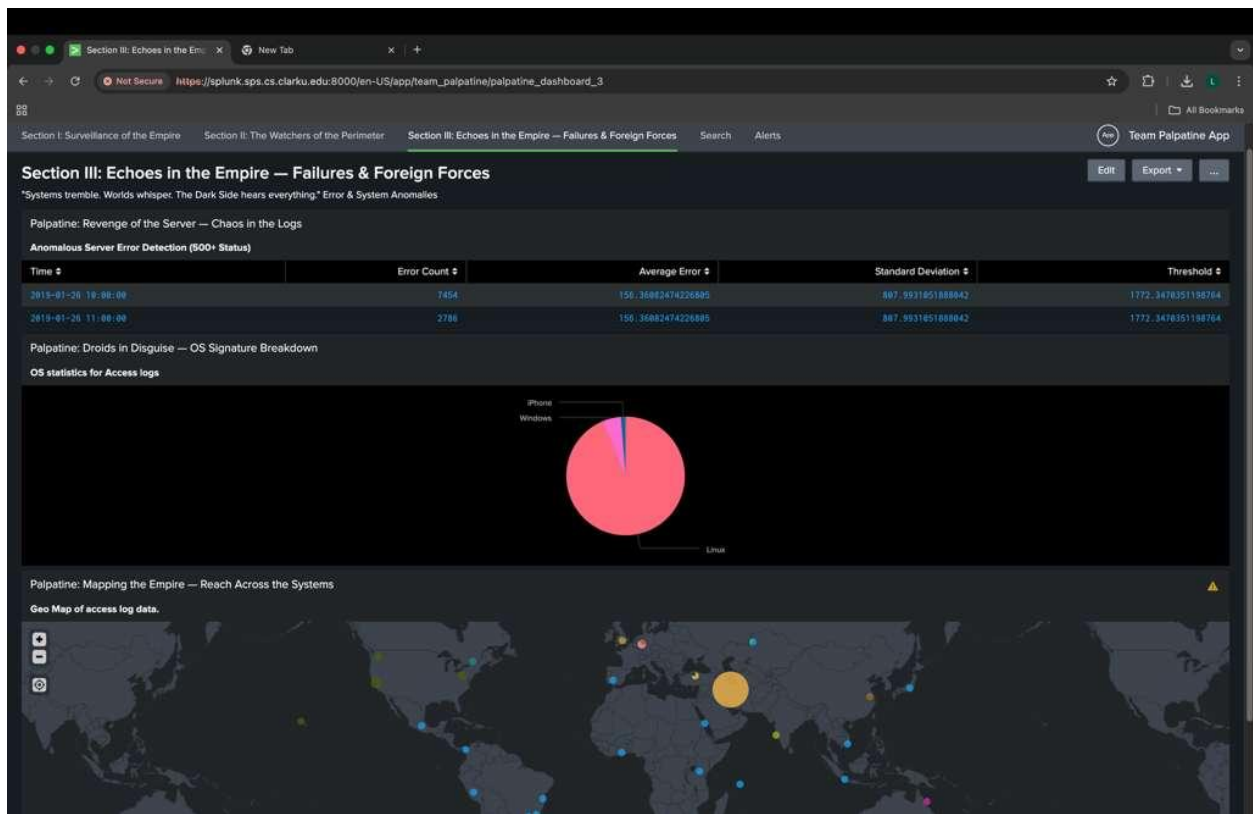 Section III: Echoes in the Em
New Tab
Not Secure https://splunk.sps.cs.clarku.edu:8000/en-US/app/team_palpatine/palpatine_dashboard_3
L
All Bookmarks
Section I: Surveillance of the Empire Section II: The Watchers of the Perimeter Section III: Echoes in the Empire — Failures & Foreign Forces Search Alerts App Team Palpatine App
Section III: Echoes in the Empire — Failures & Foreign Forces Edit Export ...
"Systems tremble. Worlds whisper. The Dark Side hears everything." Error & System Anomalies
Palpatine: Revenge of the Server — Chaos in the Logs
Anomalous Server Error Detection (500+ Status)
Time Error Count Average Error Standard Deviation Threshold
2019-01-26 10:00:00 7454 156.36082474226805 807.9931051888042 1772.3470351198764
2019-01-26 11:00:00 2786 156.36082474226805 807.9931051888042 1772.3470351198764
Palpatine: Droids in Disguise — OS Signature Breakdown
OS statistics for Access logs
iPhone
Windows
Linux
Palpatine: Mapping the Empire — Reach Across the Systems
Geo Map of access log data.